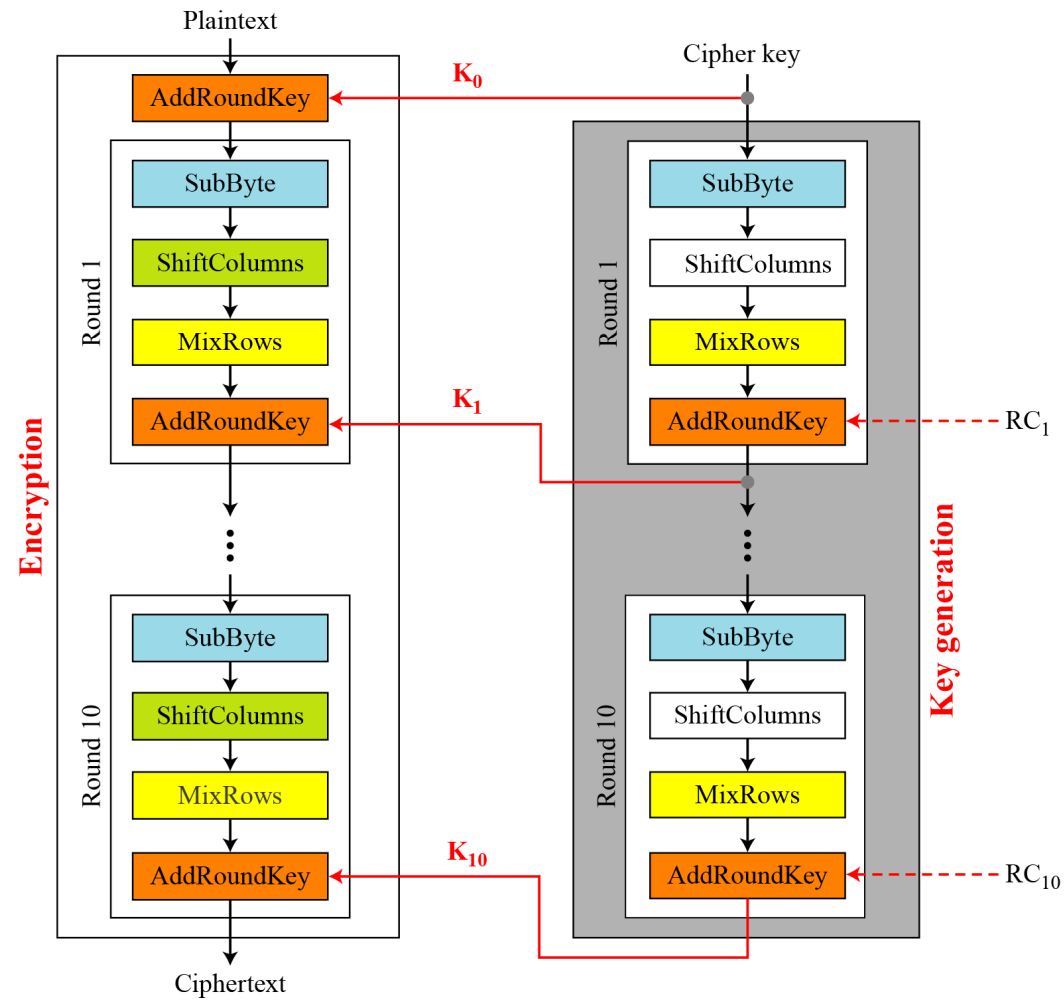 Plaintext
AddRoundKey
K0
Cipher key
Encryption
Round 1
SubByte
ShiftColumns
MixRows
AddRoundKey
K1
Round 1
SubByte
ShiftColumns
MixRows
AddRoundKey
RC1
Key generation
Round 10
SubByte
ShiftColumns
MixRows
AddRoundKey
K10
Round 10
SubByte
ShiftColumns
MixRows
AddRoundKey
RC10
Ciphertext